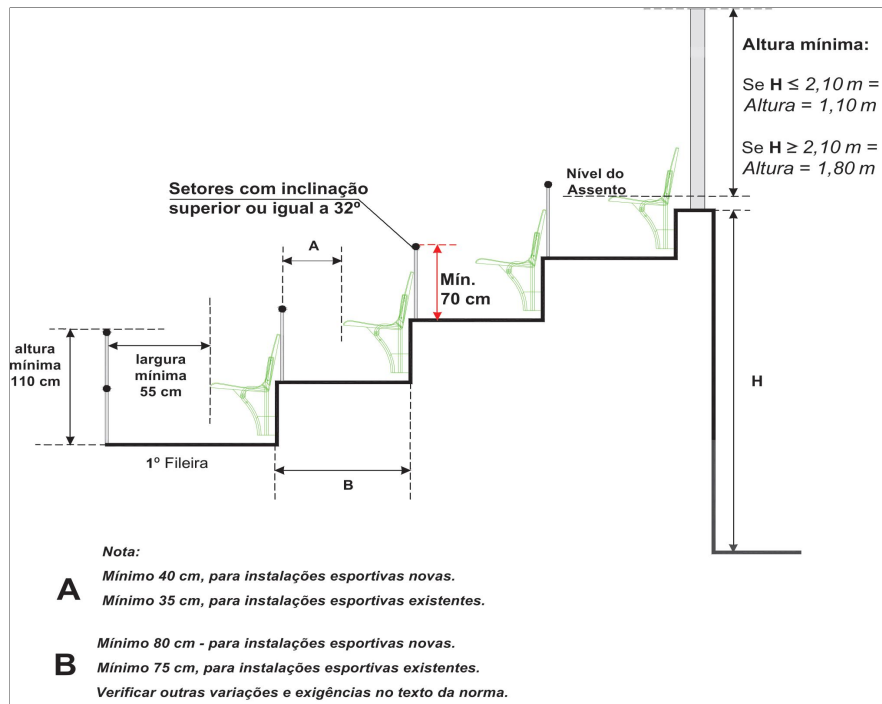 Altura mínima:
Se H ≤ 2,10 m =
Altura = 1,10 m
Se H ≥ 2,10 m =
Altura = 1,80 m
Nível do
Assento
Setores com inclinação
superior ou igual a 32º
A
Mín.
70 cm
altura
mínima
110 cm
largura
mínima
55 cm
H
1º Fileira
B
Nota:
A
Mínimo 40 cm, para instalações esportivas novas.
Mínimo 35 cm, para instalações esportivas existentes.
B
Mínimo 80 cm - para instalações esportivas novas.
Mínimo 75 cm, para instalações esportivas existentes.
Verificar outras variações e exigências no texto da norma.